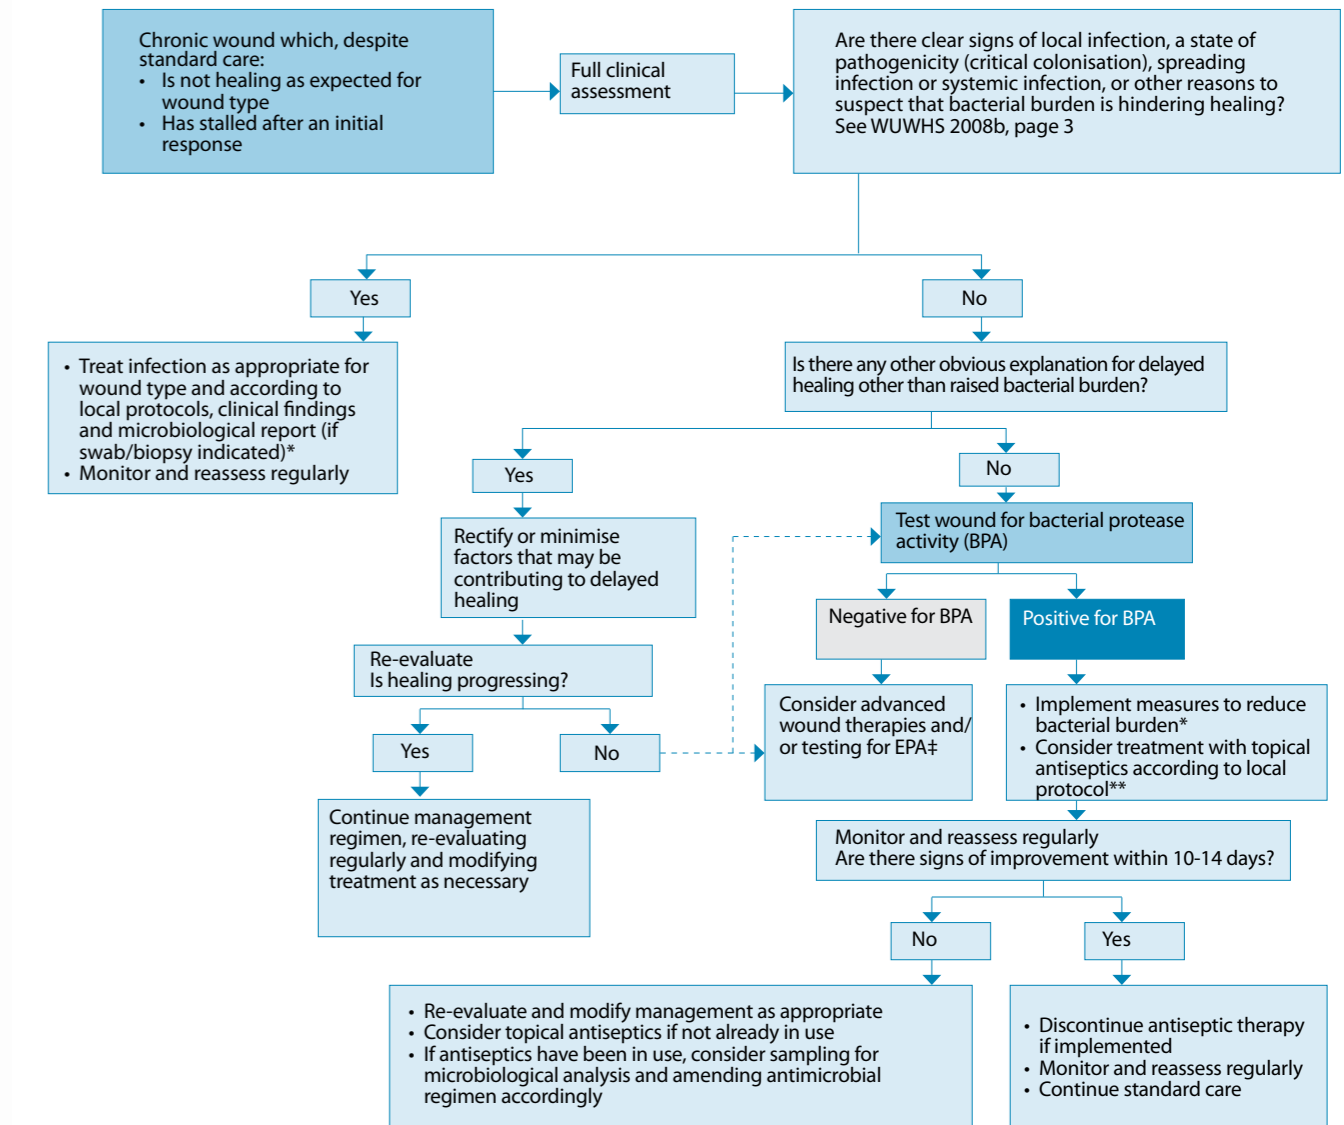 Chronic wound which, despite
standard care:
• Is not healing as expected for
wound type
• Has stalled after an initial
response
Full clinical
assessment
Are there clear signs of local infection, a state of
pathogenicity (critical colonisation), spreading
infection or systemic infection, or other reasons to
suspect that bacterial burden is hindering healing?
See WUWHS 2008b, page 3
Yes
No
• Treat infection as appropriate for
wound type and according to
local protocols, clinical findings
and microbiological report (if
swab/biopsy indicated)*
• Monitor and reassess regularly
Is there any other obvious explanation for delayed
healing other than raised bacterial burden?
Yes
No
Rectify or minimise
factors that may be
contributing to delayed
healing
Test wound for bacterial protease
activity (BPA)
Negative for BPA
Positive for BPA
Re-evaluate
Is healing progressing?
Yes
No
Consider advanced
wound therapies and/
or testing for EPA‡
• Implement measures to reduce
bacterial burden*
• Consider treatment with topical
antiseptics according to local
protocol**
Continue management
regimen, re-evaluating
regularly and modifying
treatment as necessary
Monitor and reassess regularly
Are there signs of improvement within 10-14 days?
No
Yes
• Re-evaluate and modify management as appropriate
• Consider topical antiseptics if not already in use
• If antiseptics have been in use, consider sampling for
microbiological analysis and amending antimicrobial
regimen accordingly
• Discontinue antiseptic therapy
if implemented
• Monitor and reassess regularly
• Continue standard care